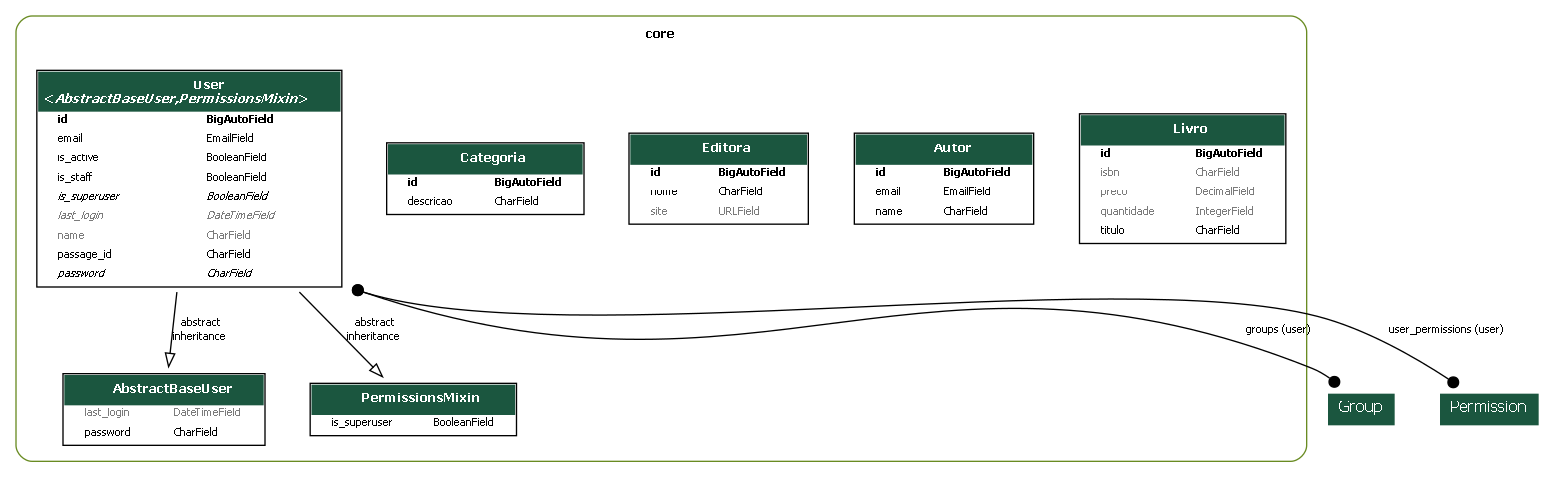 core
User
<AbstractBaseUser,PermissionsMixin>
id BigAutoField
email EmailField
is_active BooleanField
is_staff BooleanField
is_superuser BooleanField
last_login DateTimeField
name CharField
passage_id CharField
password CharField
Categoria
id BigAutoField
descricao CharField
Editora
id BigAutoField
nome CharField
site URLField
Autor
id BigAutoField
email EmailField
name CharField
Livro
id BigAutoField
isbn CharField
preco DecimalField
quantidade IntegerField
titulo CharField
abstract
inheritance
abstract
inheritance
groups (user)
user_permissions (user)
AbstractBaseUser
last_login DateTimeField
password CharField
PermissionsMixin
is_superuser BooleanField
Group
Permission